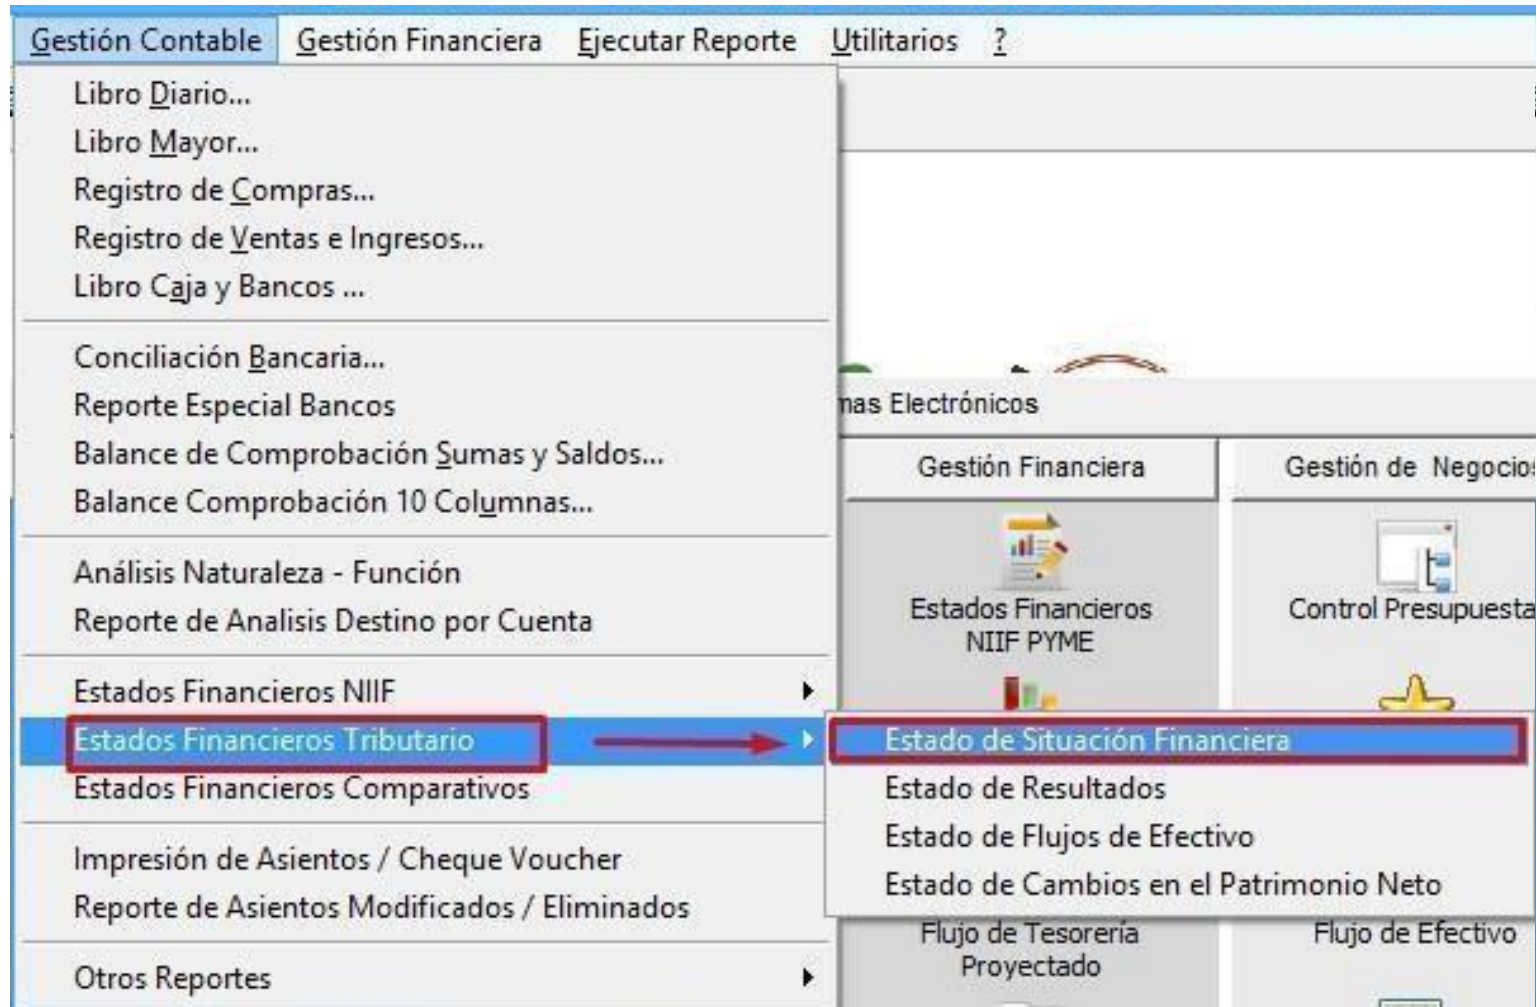 Gestión Contable Gestión Financiera Ejecutar Reporte Utilitarios ?
Libro Diario...
Libro Mayor...
Registro de Compras...
Registro de Ventas e Ingresos...
Libro Caja y Bancos ...
Conciliación Bancaria...
Reporte Especial Bancos
Balance de Comprobación Sumas y Saldos...
Balance Comprobación 10 Columnas...
Análisis Naturaleza - Función
Reporte de Analisis Destino por Cuenta
Estados Financieros NIIF
Estados Financieros Tributario
Estados Financieros Comparativos
Impresión de Asientos / Cheque Voucher
Reporte de Asientos Modificados / Eliminados
Otros Reportes
Estado de Situación Financiera
Estado de Resultados
Estado de Flujos de Efectivo
Estado de Cambios en el Patrimonio Neto
Electrónicos
Gestión Financiera
Gestión de Negocios
Estados Financieros
NIIF PYME
Control Presupuesta
Flujo de Tesorería
Proyectado
Flujo de Efectivo